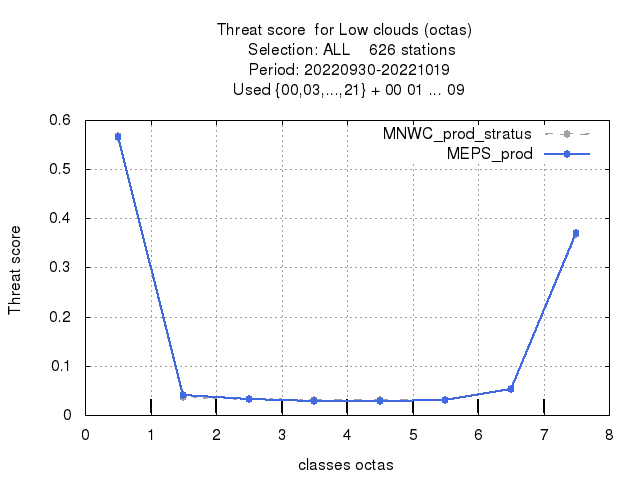 Threat score  for Low clouds (octas)
Selection: ALL    626 stations
Period: 20220930-20221019
Used {00,03,...,21} + 00 01 ... 09
MNWC_prod_stratus
MEPS_prod
0.6
0.5
0.4
0.3
0.2
0.1
0
Threat score
0 1 2 3 4 5 6 7 8
classes octas